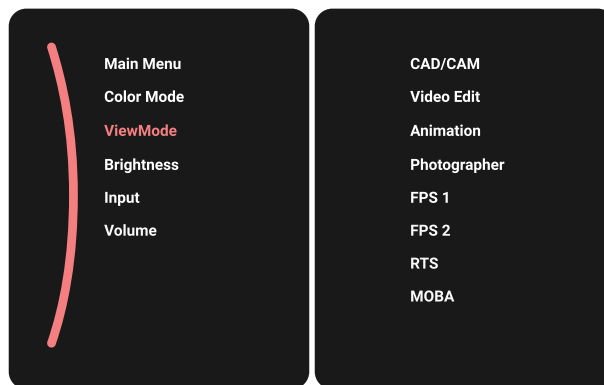 Main Menu
Color Mode
ViewMode
Brightness
Input
Volume
CAD/CAM
Video Edit
Animation
Photographer
FPS 1
FPS 2
RTS
MOBA